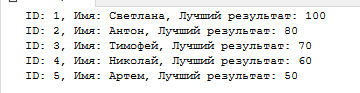 ID: 1, Имя: Светлана, Лучший результат: 100
ID: 2, Имя: Антон, Лучший результат: 80
ID: 3, Имя: Тимофей, Лучший результат: 70
ID: 4, Имя: Николай, Лучший результат: 60
ID: 5, Имя: Артем, Лучший результат: 50